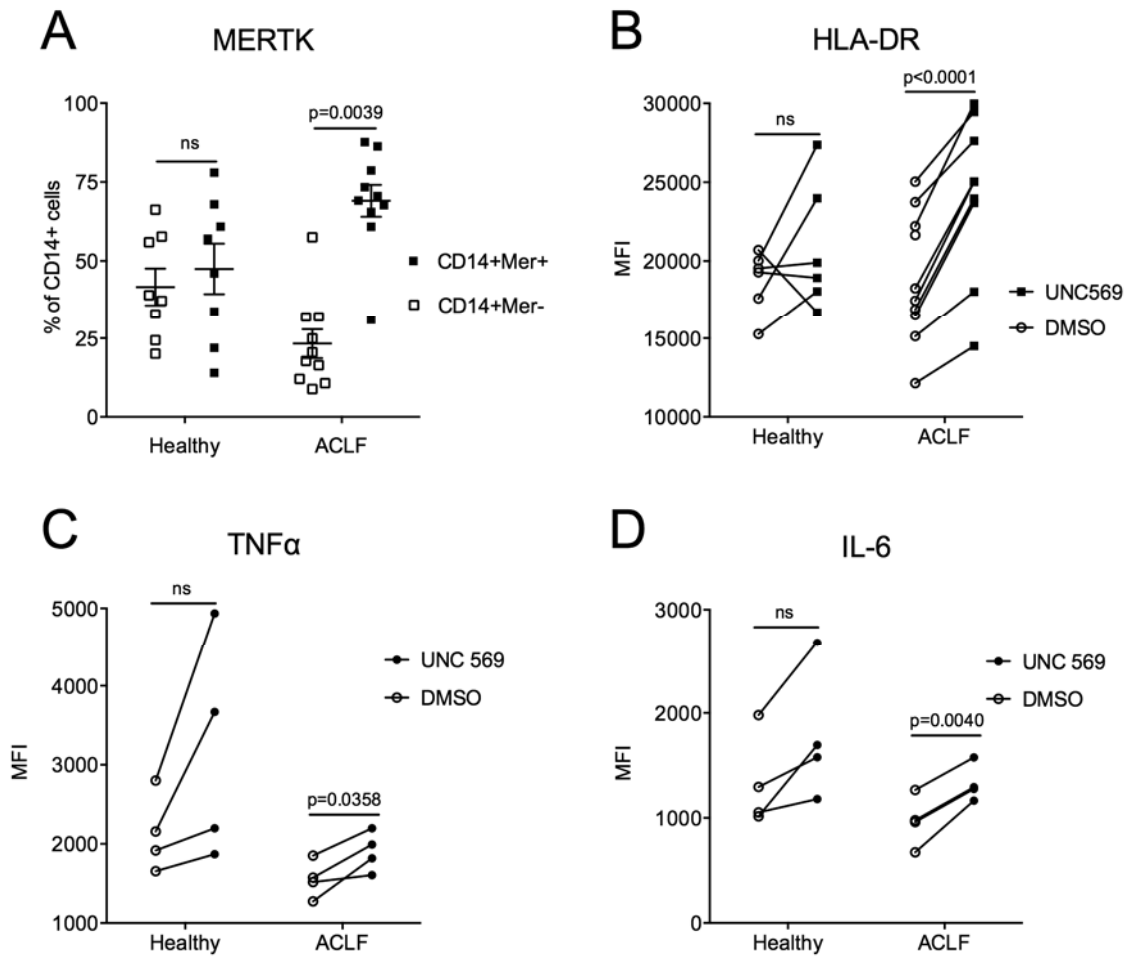 A
MERTK
100
75
50
25
0
% of CD14+ cells
ns
p=0.0039
CD14+Mer+
CD14+Mer-
Healthy
ACLF
B
HLA-DR
30000
25000
20000
15000
10000
MFI
ns
p<0.0001
UNC569
DMSO
Healthy
ACLF
C
TNFα
5000
4000
3000
2000
1000
MFI
ns
p=0.0358
UNC 569
DMSO
Healthy
ACLF
D
IL-6
3000
2000
1000
0
MFI
ns
p=0.0040
UNC 569
DMSO
Healthy
ACLF